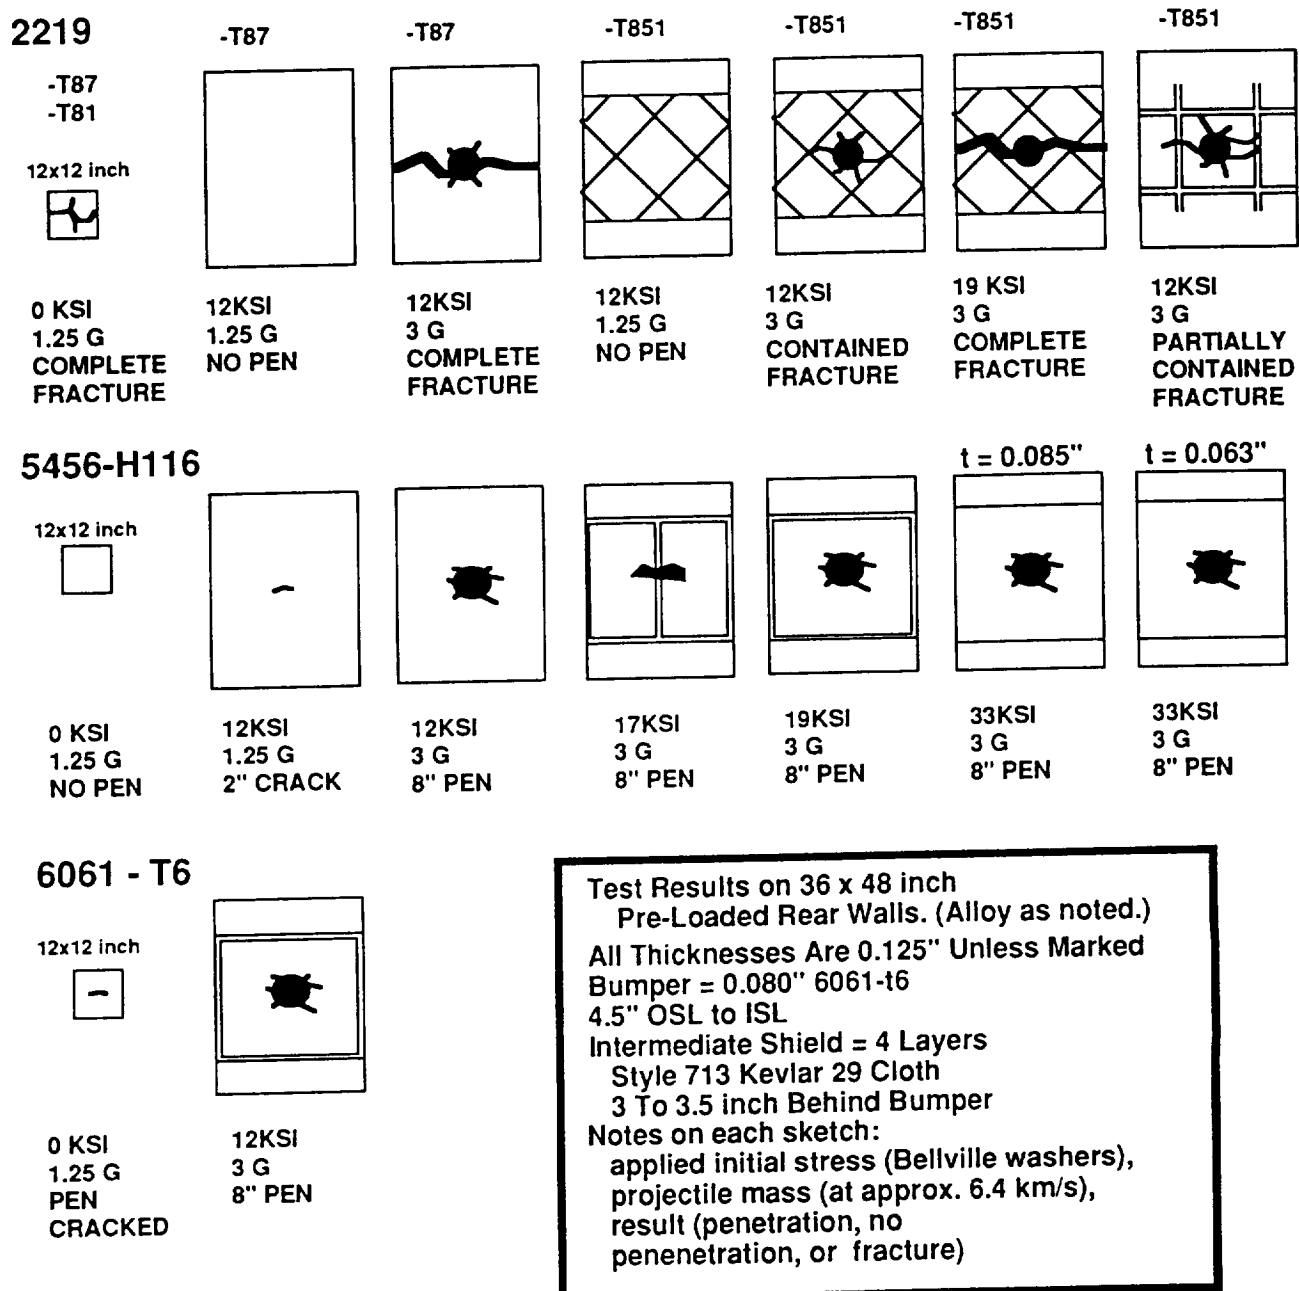 2219
-T87
-T81
12x12 inch
0 KSI
1.25 G
COMPLETE
FRACTURE
-T87
12KSI
1.25 G
NO PEN
-T87
12KSI
3 G
COMPLETE
FRACTURE
-T851
12KSI
1.25 G
NO PEN
-T851
12KSI
3 G
CONTAINED
FRACTURE
-T851
19 KSI
3 G
COMPLETE
FRACTURE
-T851
12KSI
3 G
PARTIALLY
CONTAINED
FRACTURE
5456-H116
12x12 inch
0 KSI
1.25 G
NO PEN
12KSI
1.25 G
2" CRACK
12KSI
3 G
8" PEN
17KSI
3 G
8" PEN
19KSI
3 G
8" PEN
t = 0.085"
33KSI
3 G
8" PEN
t = 0.063"
33KSI
3 G
8" PEN
6061 - T6
12x12 inch
0 KSI
1.25 G
PEN
CRACKED
12KSI
3 G
8" PEN
Test Results on 36 x 48 inch
Pre-Loaded Rear Walls. (Alloy as noted.)
All Thicknesses Are 0.125" Unless Marked
Bumper = 0.080" 6061-t6
4.5" OSL to ISL
Intermediate Shield = 4 Layers
Style 713 Kevlar 29 Cloth
3 To 3.5 inch Behind Bumper
Notes on each sketch:
applied initial stress (Bellville washers),
projectile mass (at approx. 6.4 km/s),
result (penetration, no
penenetration, or fracture)